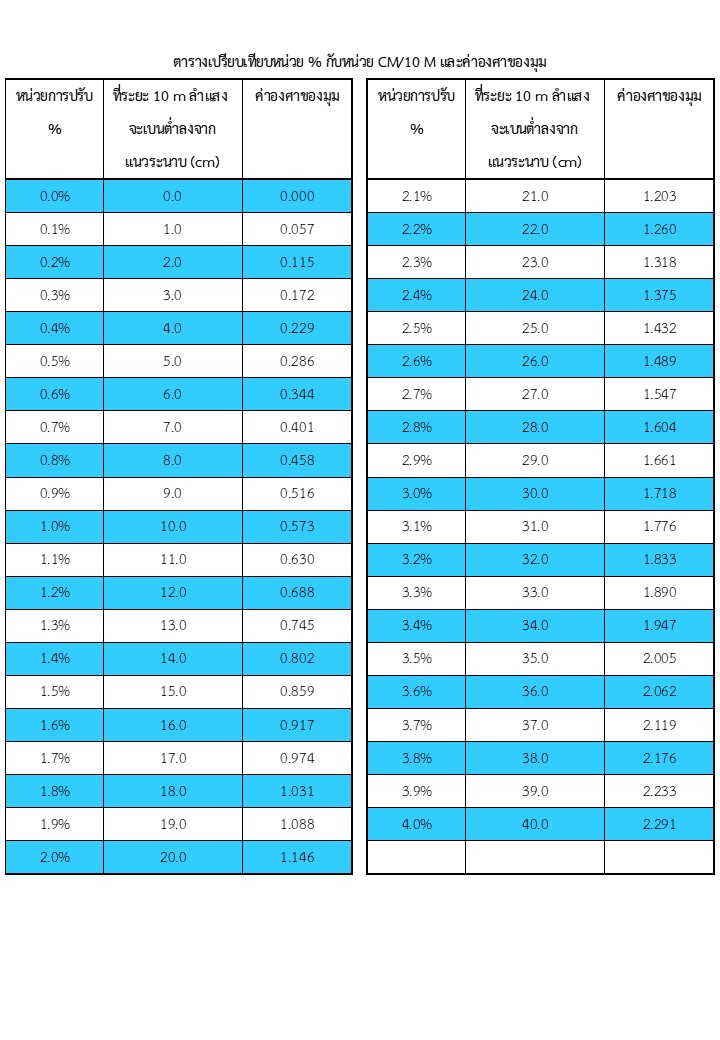 ตารางเปรียบเทียบหน่วย % กับหน่วย CM/10 M และค่าองศาของมุม
หน่วยการปรับ % ที่ระยะ 10 m ลำแสงจะเบนต่ำลงจากแนวระนาบ (cm) ค่าองศาของมุม
0.0% 0.0 0.000
0.1% 1.0 0.057
0.2% 2.0 0.115
0.3% 3.0 0.172
0.4% 4.0 0.229
0.5% 5.0 0.286
0.6% 6.0 0.344
0.7% 7.0 0.401
0.8% 8.0 0.458
0.9% 9.0 0.516
1.0% 10.0 0.573
1.1% 11.0 0.630
1.2% 12.0 0.688
1.3% 13.0 0.745
1.4% 14.0 0.802
1.5% 15.0 0.859
1.6% 16.0 0.917
1.7% 17.0 0.974
1.8% 18.0 1.031
1.9% 19.0 1.088
2.0% 20.0 1.146
หน่วยการปรับ % ที่ระยะ 10 m ลำแสงจะเบนต่ำลงจากแนวระนาบ (cm) ค่าองศาของมุม
2.1% 21.0 1.203
2.2% 22.0 1.260
2.3% 23.0 1.318
2.4% 24.0 1.375
2.5% 25.0 1.432
2.6% 26.0 1.489
2.7% 27.0 1.547
2.8% 28.0 1.604
2.9% 29.0 1.661
3.0% 30.0 1.718
3.1% 31.0 1.776
3.2% 32.0 1.833
3.3% 33.0 1.890
3.4% 34.0 1.947
3.5% 35.0 2.005
3.6% 36.0 2.062
3.7% 37.0 2.119
3.8% 38.0 2.176
3.9% 39.0 2.233
4.0% 40.0 2.291